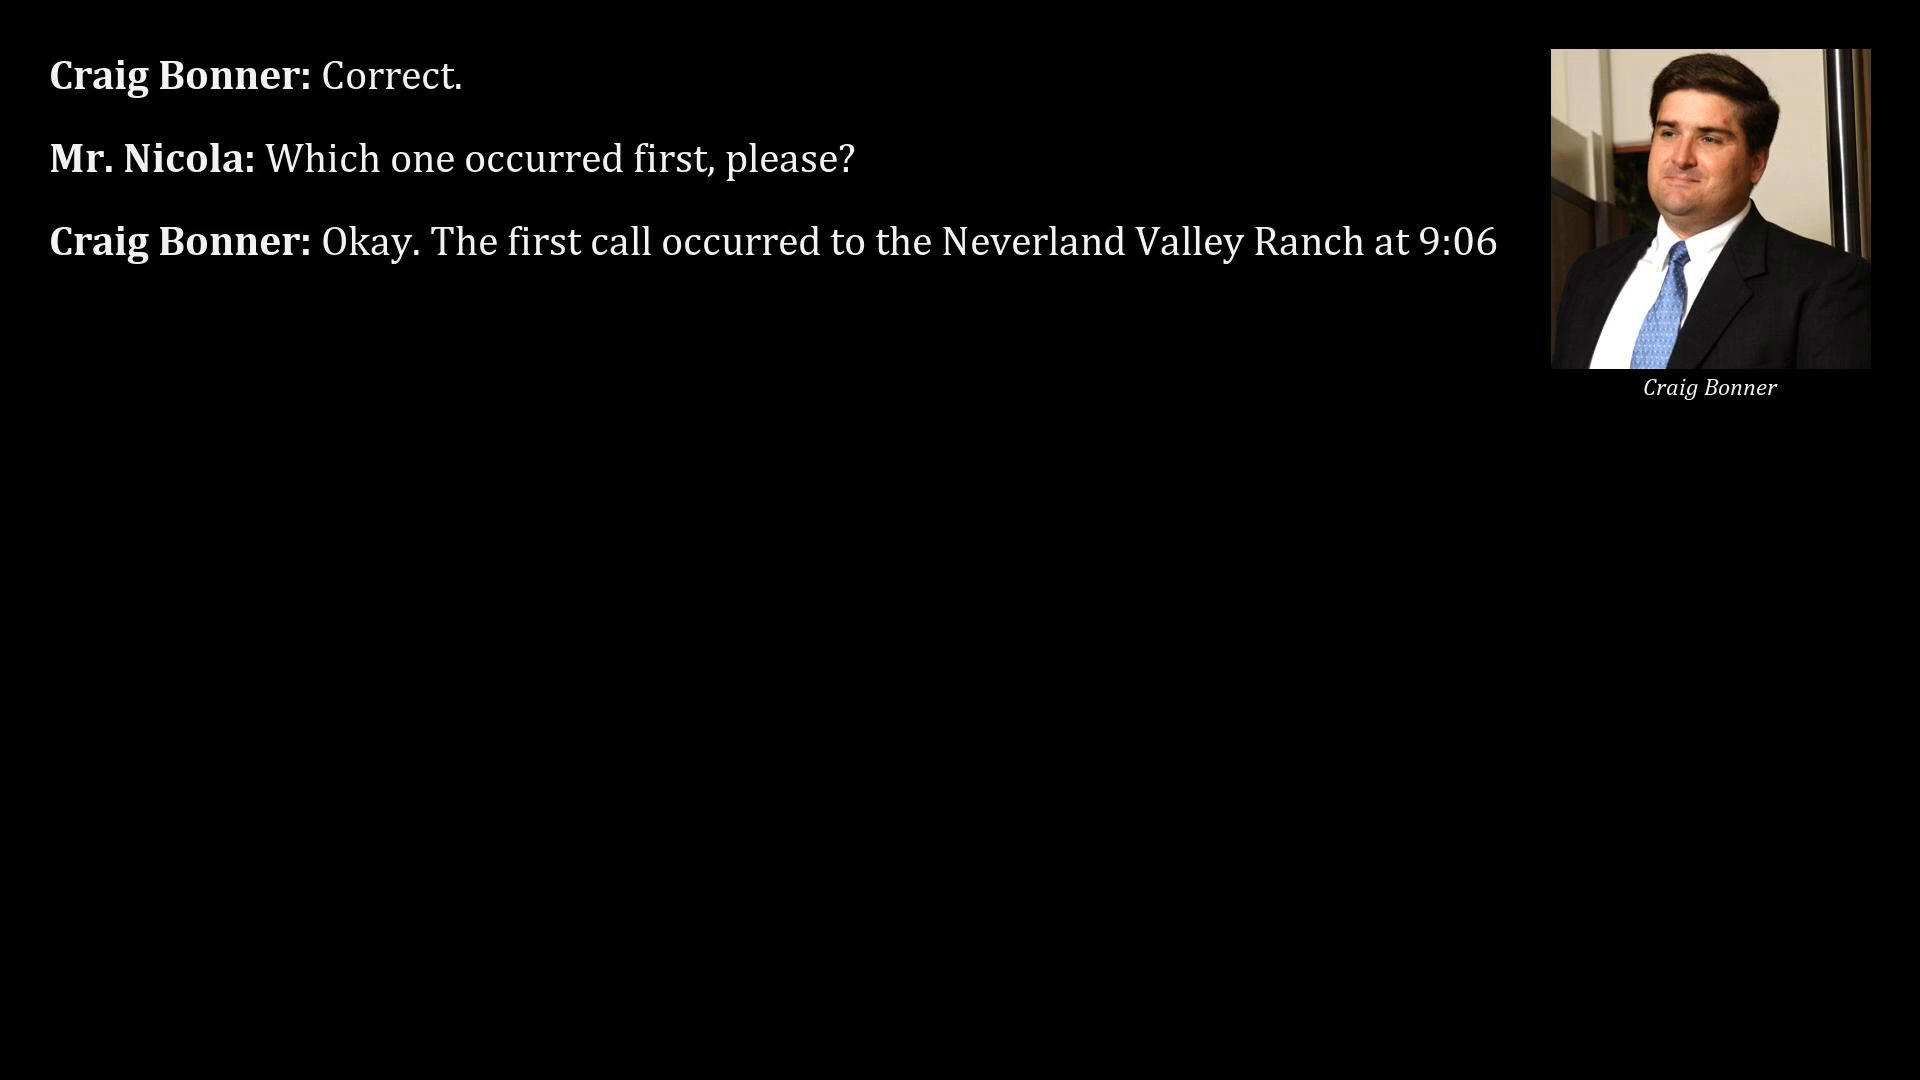 Craig Bonner: Correct.
Mr. Nicola: Which one occurred first, please?
Craig Bonner: Okay. The first call occurred to the Neverland Valley Ranch at 9:06
Craig Bonner